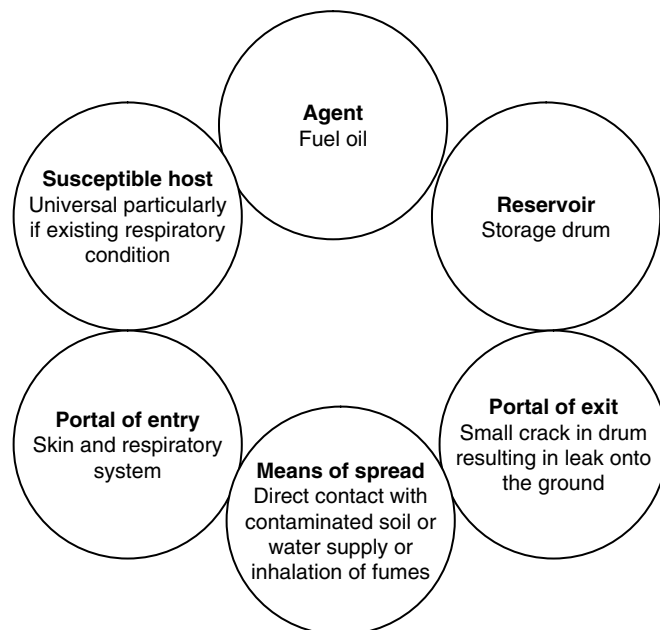 Agent
Fuel oil
Reservoir
Storage drum
Portal of exit
Small crack in drum
resulting in leak onto
the ground
Means of spread
Direct contact with
contaminated soil or
water supply or
inhalation of fumes
Portal of entry
Skin and respiratory
system
Susceptible host
Universal particularly
if existing respiratory
condition